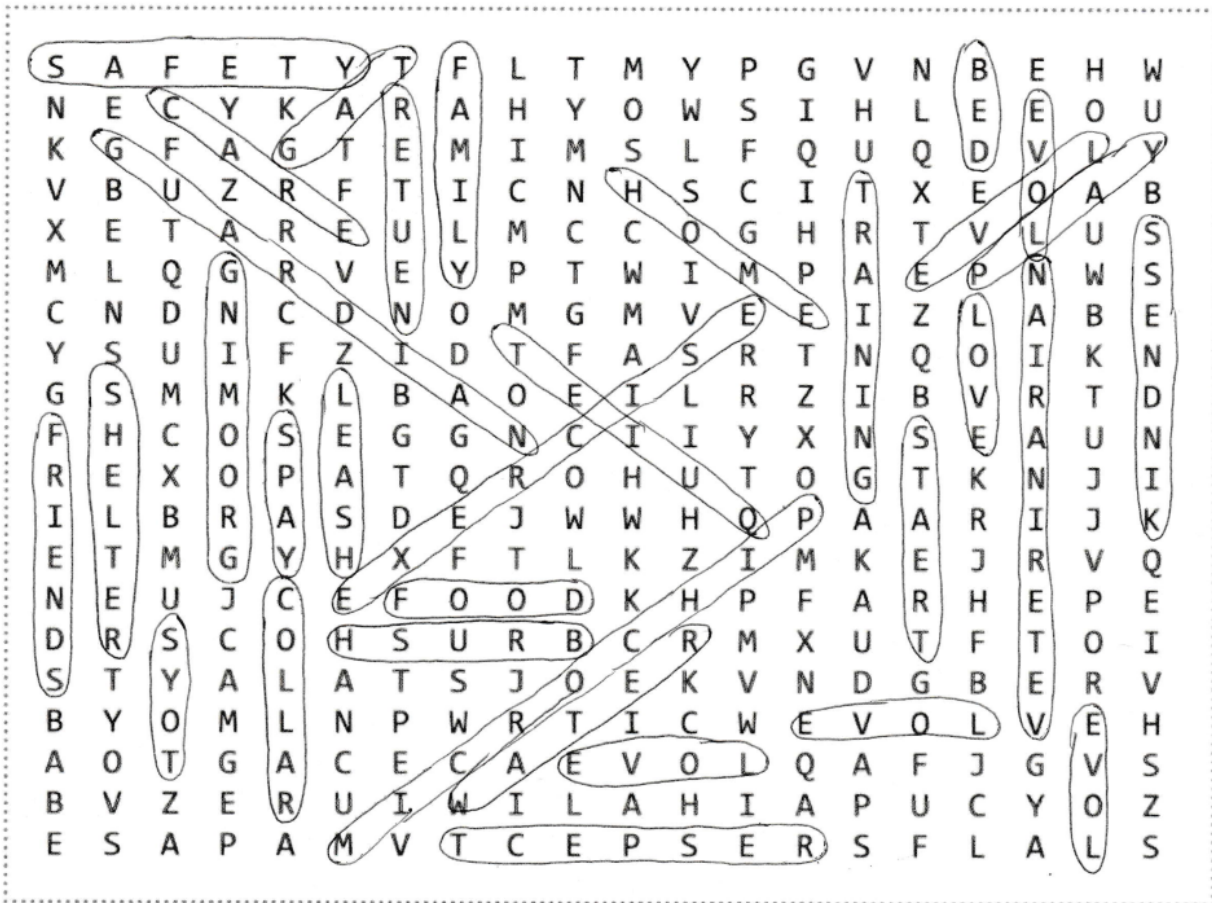 S A F E T Y T F L T M Y P G V N B E H W
N E C Y K A R A H Y O W S I H L E E O U
K G F A G T E M I M S L F Q U Q D V L Y
V B U Z R F T I C N H S C I T X E O A B
X E T A R E U L M C C O G H R T V L U S
M L Q G R V E Y P T W I M P A E P N W S
C N D N C D N O M G M V E E I Z L A B E
Y S U I F Z I D T F A S R T N Q O I K N
G S M M K L B A O E I L R Z I B V R T D
F H C O S E G G N C I I Y X N S E A U N
R E X O P A T Q R O H U T O G T K N J I
I L B R A S D E J W W H Q P A A R I J K
E T M G Y H X F T L K Z I M K E J R V Q
N E U J C E F O O D K H P F A R H E P E
D R S C O H S U R B C R M X U T F T O I
S T Y A L A T S J O E K V N D G B E R V
B Y O M L N P W R T I C W E V O L V E H
A O T G A C E C A E V O L Q A F J G V S
B V Z E R U I W I L A H I A P U C Y O Z
E S A P A M V T C E P S E R S F L A L S